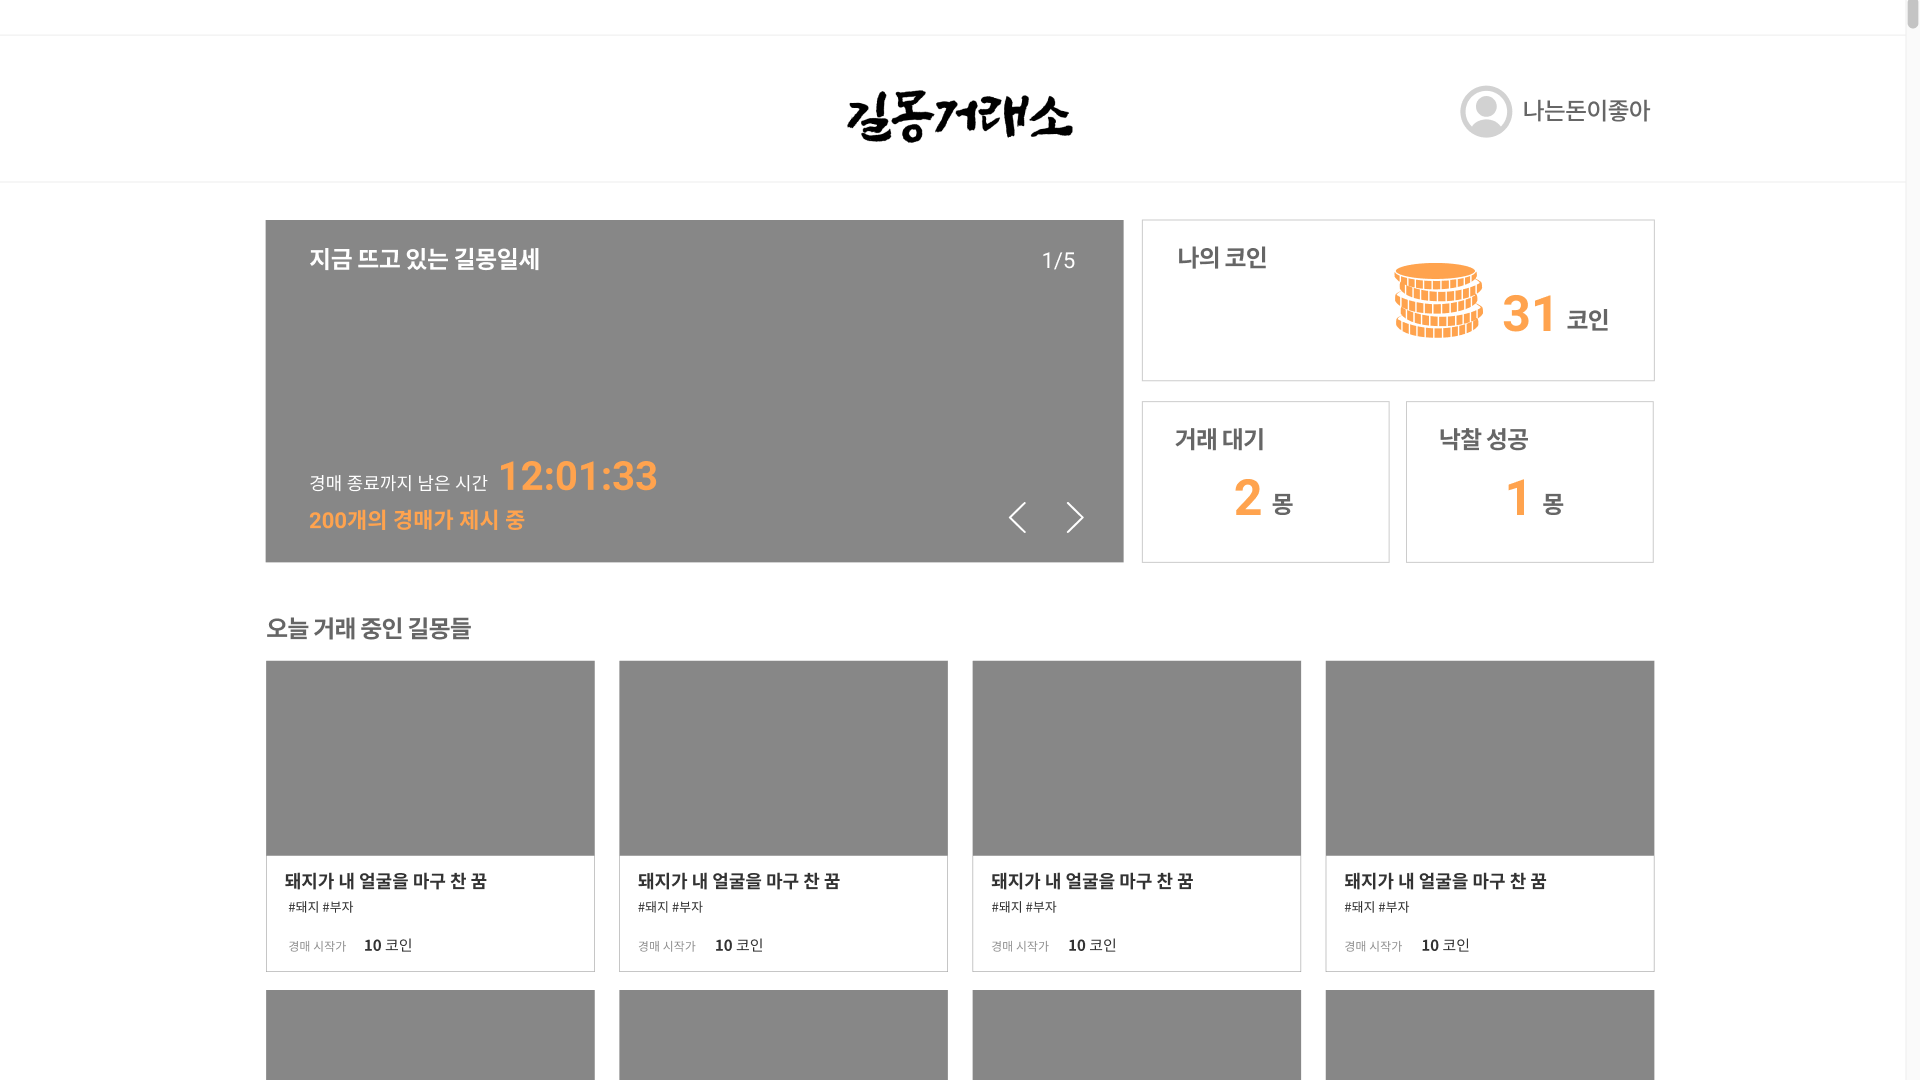 길몽거래소
나는돈이좋아
지금 뜨고 있는 길몽일세
1/5
경매 종료까지 남은 시간 12:01:33
200개의 경매가 제시 중
나의 코인
31 코인
거래 대기
2 몽
낙찰 성공
1 몽
오늘 거래 중인 길몽들
돼지가 내 얼굴을 마구 찬 꿈
#돼지 #부자
경매 시작가 10 코인
돼지가 내 얼굴을 마구 찬 꿈
#돼지 #부자
경매 시작가 10 코인
돼지가 내 얼굴을 마구 찬 꿈
#돼지 #부자
경매 시작가 10 코인
돼지가 내 얼굴을 마구 찬 꿈
#돼지 #부자
경매 시작가 10 코인